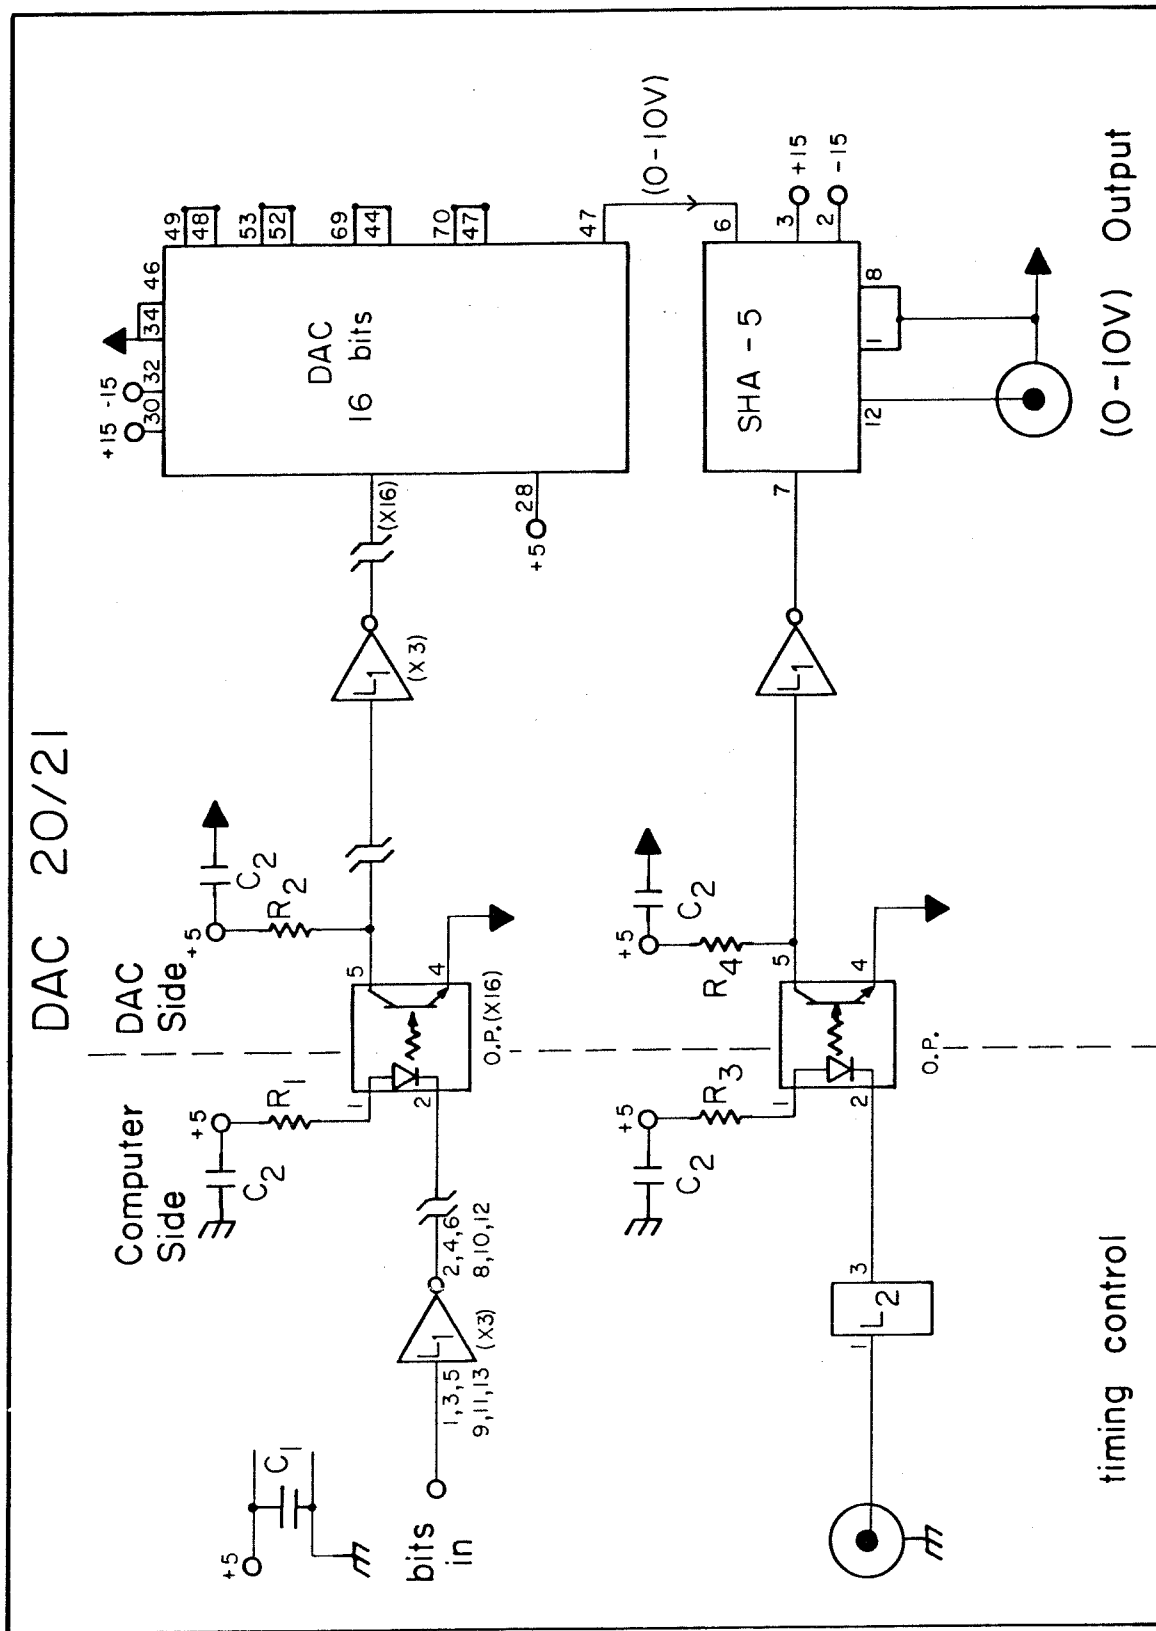 DAC 20/21
Computer
Side
DAC
Side
+5
C1
bits
in
1,3,5
9,11,13
L1
(X3)
2,4,6
8,10,12
+5
C2
R1
1
2
O.P.(X16)
5
4
+5
C2
R2
L1
(X3)
(X16)
+5
28
+15
-15
30
32
34
46
DAC
16 bits
49
48
53
52
69
44
70
47
47
(0-10V)
timing control
1
L2
3
+5
C2
R3
1
2
O.P.
5
4
+5
C2
R4
L1
7
SHA-5
6
3
+15
2
-15
12
1
8
(0-10V) Output